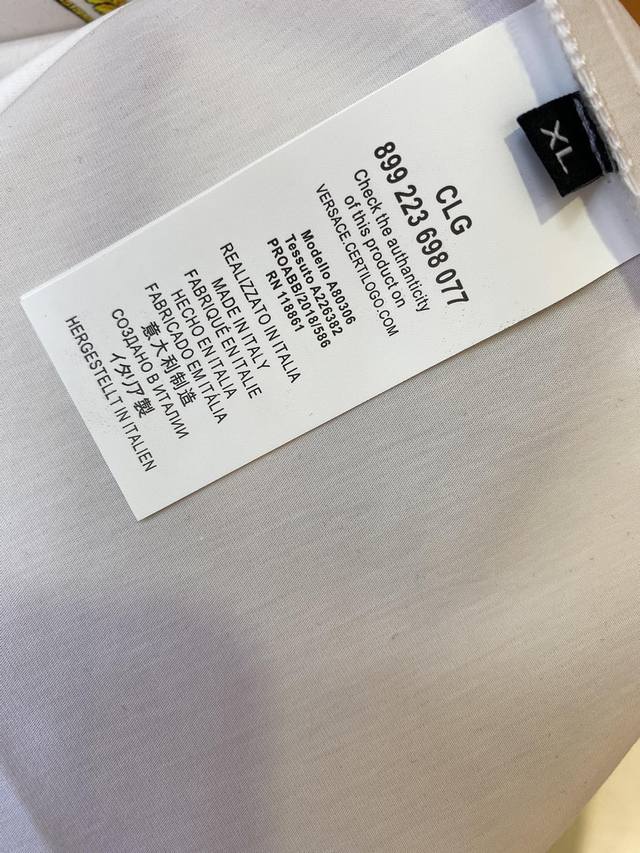 XL
CLG
899 223 698 077
Check the authanticity
of this product on
VERSACE.CERTILOGO.COM
Modello A80306
Tessuto A226382
PROABB/2018/586
RN 118861
REALIZZATO IN ITALIA
MADE IN ITALY
FABRIQUÉ EN ITALIE
HECHO EN ITALIA
FABRICADO EM ITÁLIA
意大利制造
СОЗДАНО В ИТАЛИИ
イタリア製
HERGESTELLT IN ITALIEN